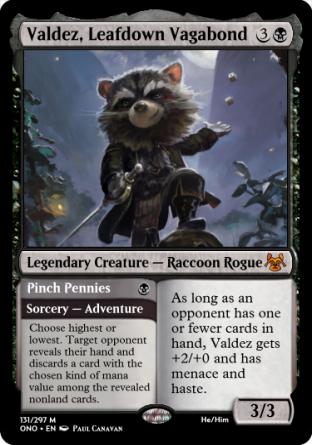 Valdez, Leafdown Vagabond 3
Legendary Creature — Raccoon Rogue
Pinch Pennies
Sorcery — Adventure
Choose highest or
lowest. Target opponent
reveals their hand and
discards a card with the
chosen kind of mana
value among the revealed
nonland cards.
As long as an
opponent has one
or fewer cards in
hand, Valdez gets
+2/+0 and has
menace and
haste.
3/3
131/297 M
ONO • EN Paul Canavan
He/Him